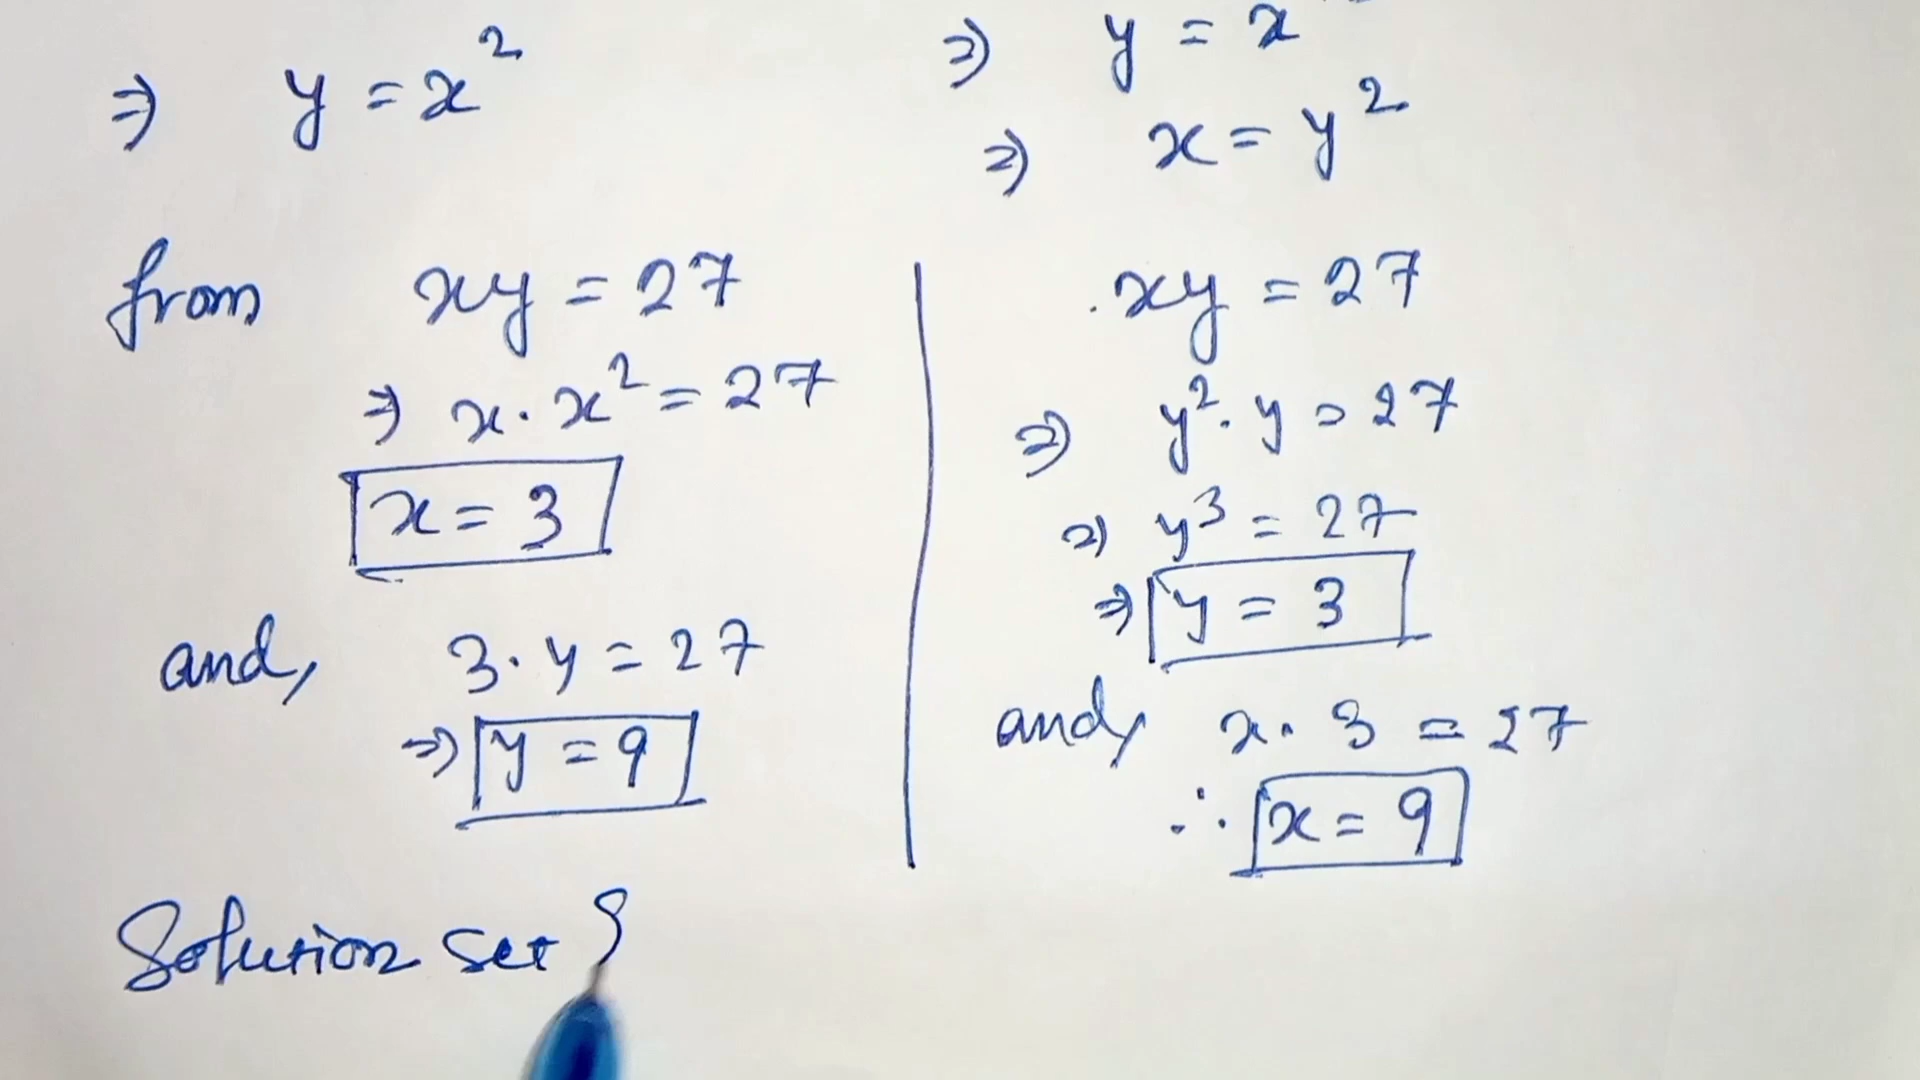 ⇒ y = x²
from xy = 27
⇒ x · x² = 27
x = 3
and, 3 · y = 27
⇒ y = 9
⇒ y = x
⇒ x = y²
xy = 27
⇒ y² · y = 27
⇒ y³ = 27
⇒ y = 3
and, x · 3 = 27
∴ x = 9
Solution set {